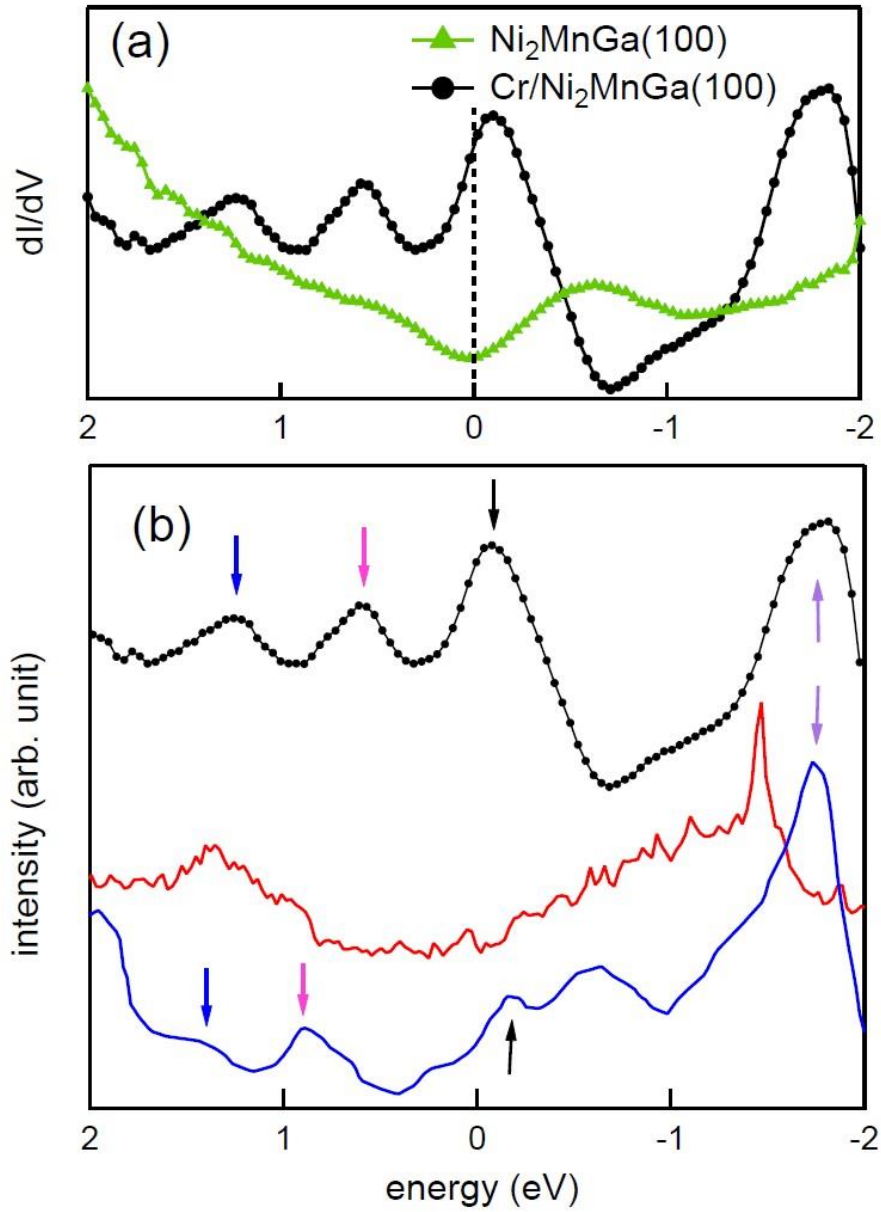 (a)
Ni₂MnGa(100)
Cr/Ni₂MnGa(100)
dI/dV
2 1 0 -1 -2
(b)
intensity (arb. unit)
2 1 0 -1 -2
energy (eV)